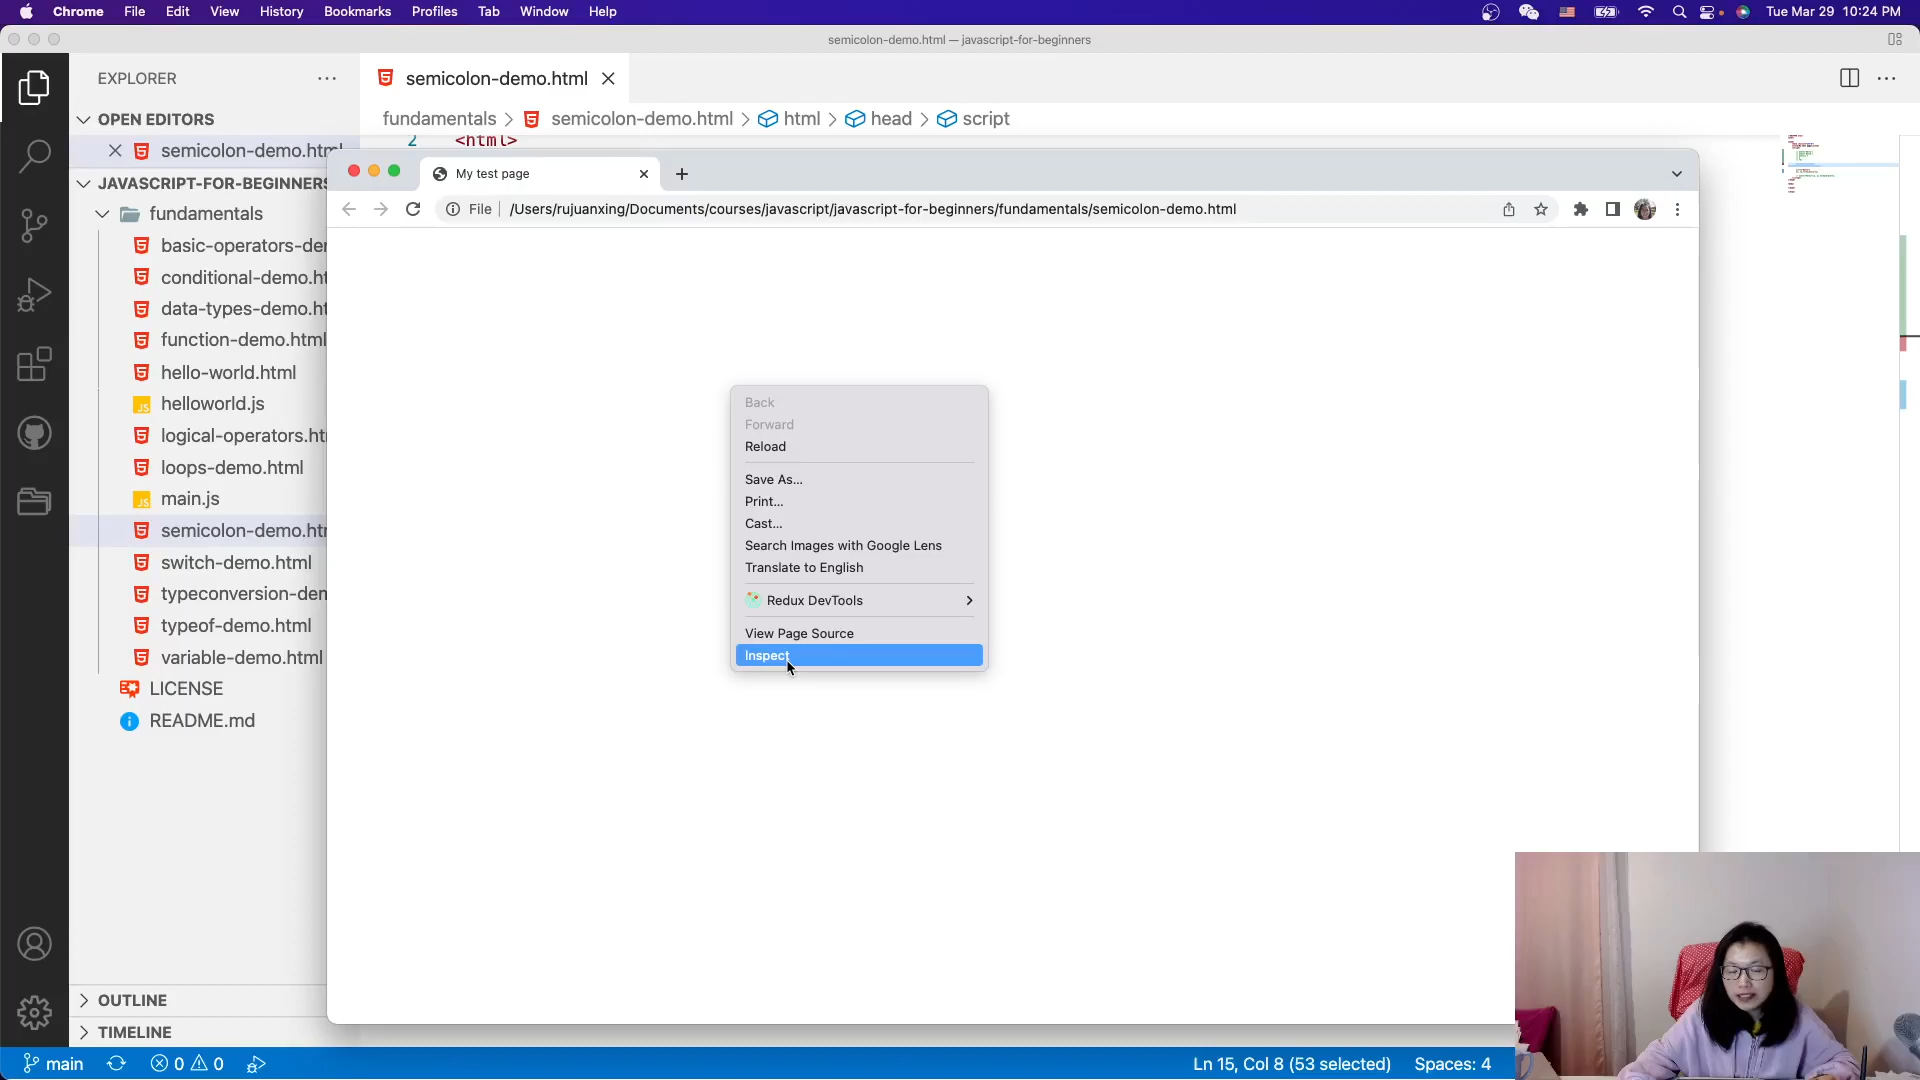 Chrome File Edit View History Bookmarks Profiles Tab Window Help Tue Mar 29 10:24 PM
semicolon-demo.html — javascript-for-beginners
EXPLORER
semicolon-demo.html
OPEN EDITORS
fundamentals > semicolon-demo.html > html > head > script
semicolon-demo.html
2 <html>
JAVASCRIPT-FOR-BEGINNERS
My test page
File /Users/rujuanxing/Documents/courses/javascript/javascript-for-beginners/fundamentals/semicolon-demo.html
fundamentals
basic-operators-der
conditional-demo.ht
data-types-demo.ht
function-demo.html
hello-world.html
helloworld.js
logical-operators.ht
loops-demo.html
main.js
semicolon-demo.htm
switch-demo.html
typeconversion-dem
typeof-demo.html
variable-demo.html
LICENSE
README.md
Back
Forward
Reload
Save As...
Print...
Cast...
Search Images with Google Lens
Translate to English
Redux DevTools
View Page Source
Inspect
OUTLINE
TIMELINE
main 0 0 Ln 15, Col 8 (53 selected) Spaces: 4